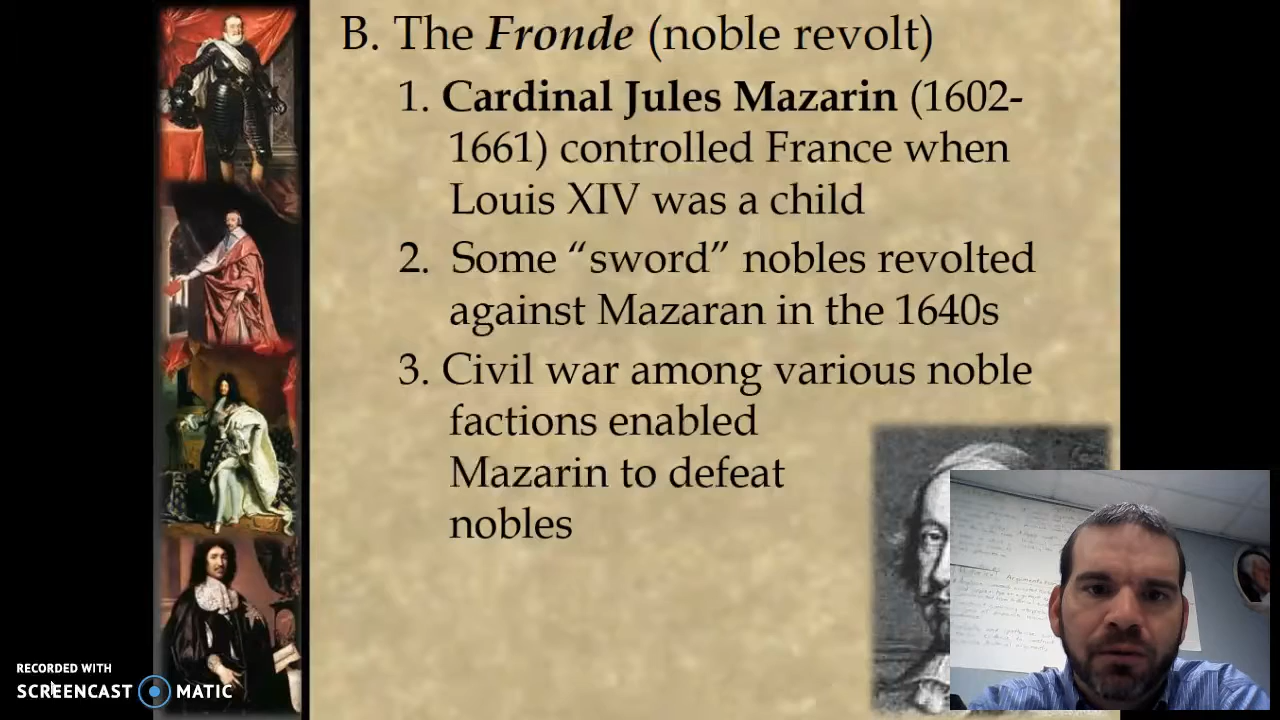 B. The Fronde (noble revolt)
1. Cardinal Jules Mazarin (1602-
1661) controlled France when
Louis XIV was a child
2. Some “sword” nobles revolted
against Mazaran in the 1640s
3. Civil war among various noble
factions enabled
Mazarin to defeat
nobles
RECORDED WITH
SCREENCAST MATIC